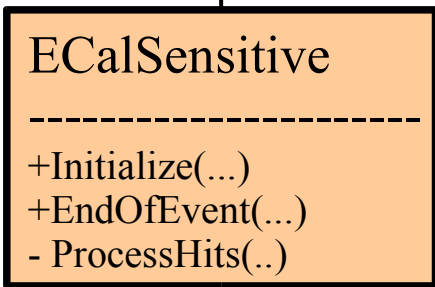 ECalSensitive
--------------------------
+Initialize(...)
+EndOfEvent(...)
- ProcessHits(..)